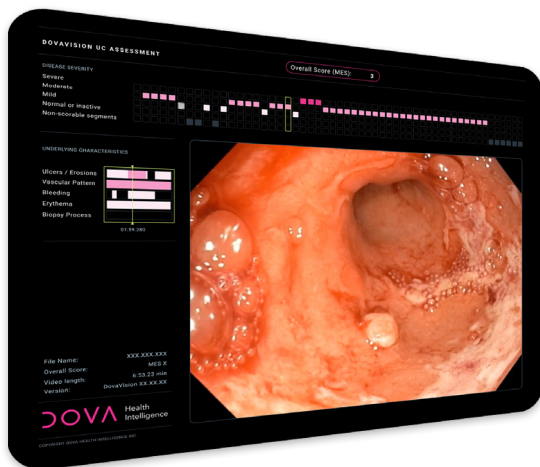 DOVAVISION UC ASSESSMENT
Overall Score (MES): 3
DISEASE SEVERITY
Severe
Moderate
Mild
Normal or inactive
Non-scorable segments
UNDERLYING CHARACTERISTICS
Ulcers / Erosions
Vascular Pattern
Bleeding
Erythema
Biopay Process
01:59.280
File Name: XXX.XXX.XXX
Overall Score: MES X
Video length: 6:53.23 min
Version: DovaVision XX.XX.XX
DOVA Health Intelligence
COPYRIGHT DOVA HEALTH INTELLIGENCE INC